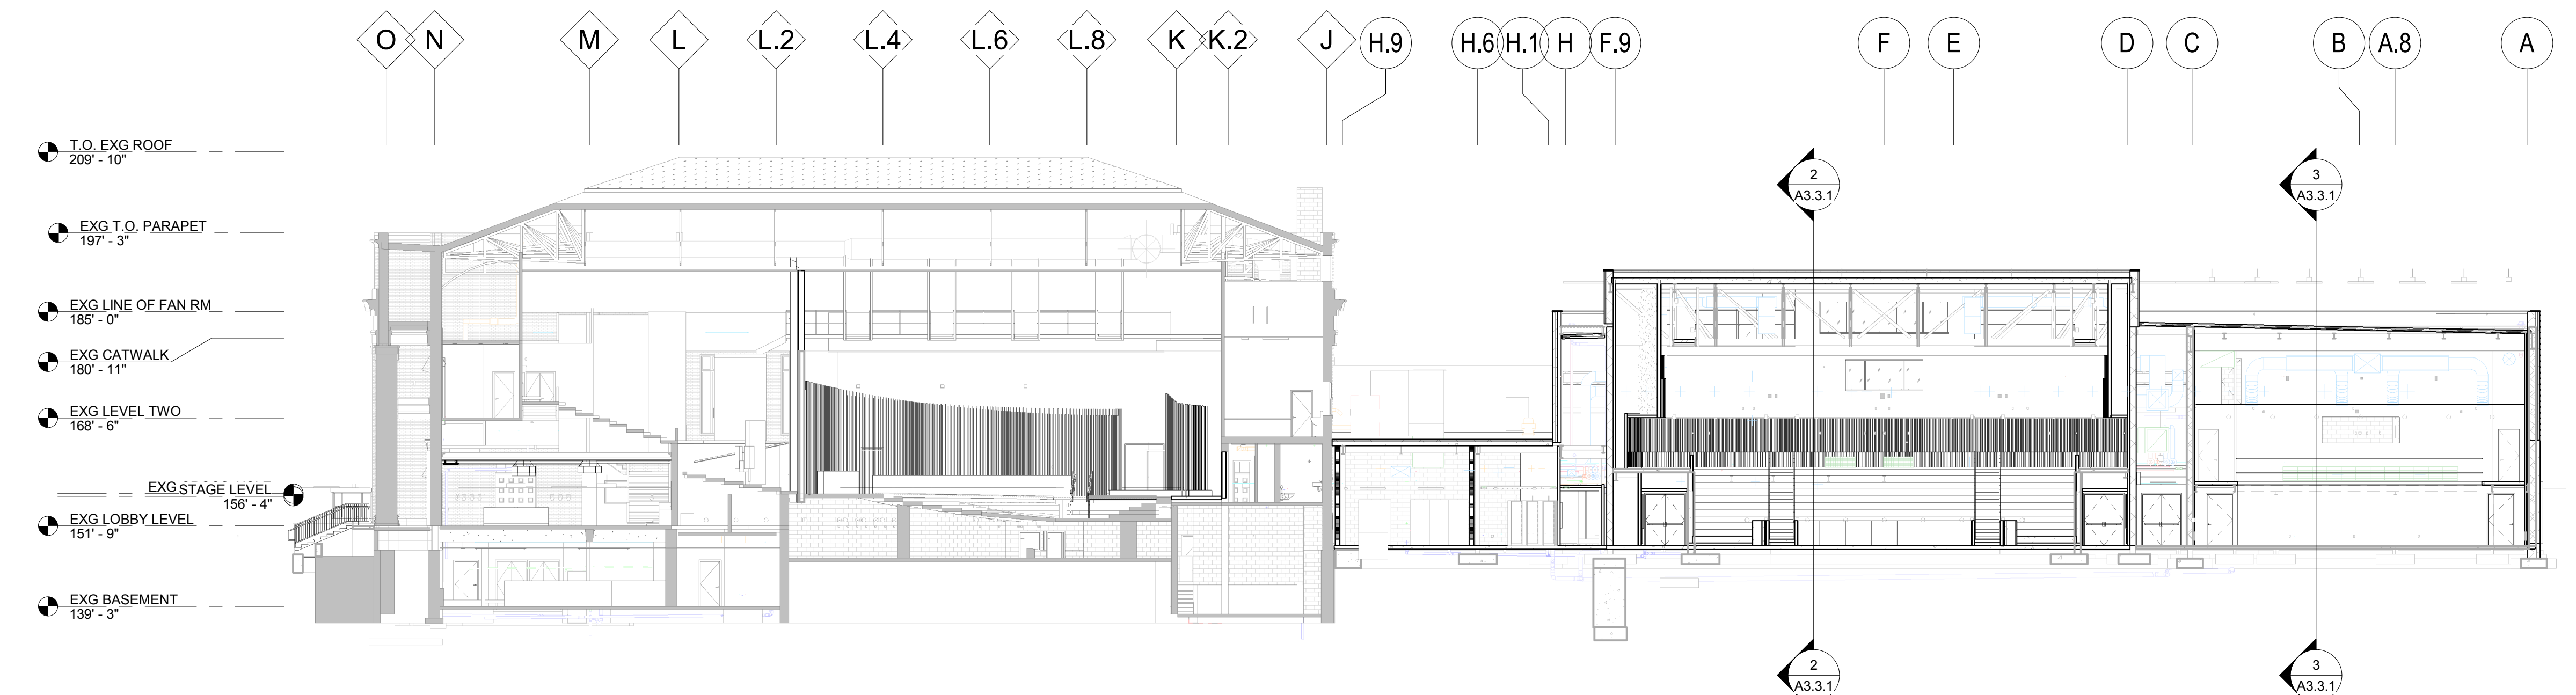 O N M L L.2 L.4 L.6 L.8 K K.2 J H.9 H.6 H.1 H F.9 F E D C B A.8 A
T.O. EXG ROOF
209' - 10"
2
3
A3.3.1
A3.3.1
EXG T.O. PARAPET
197' - 3"
EXG LINE OF FAN RM
185' - 0"
EXG CATWALK
180' - 11"
EXG LEVEL TWO
168' - 6"
EXG STAGE LEVEL
156' - 4"
EXG LOBBY LEVEL
151' - 9"
EXG BASEMENT
139' - 3"
2
3
A3.3.1
A3.3.1